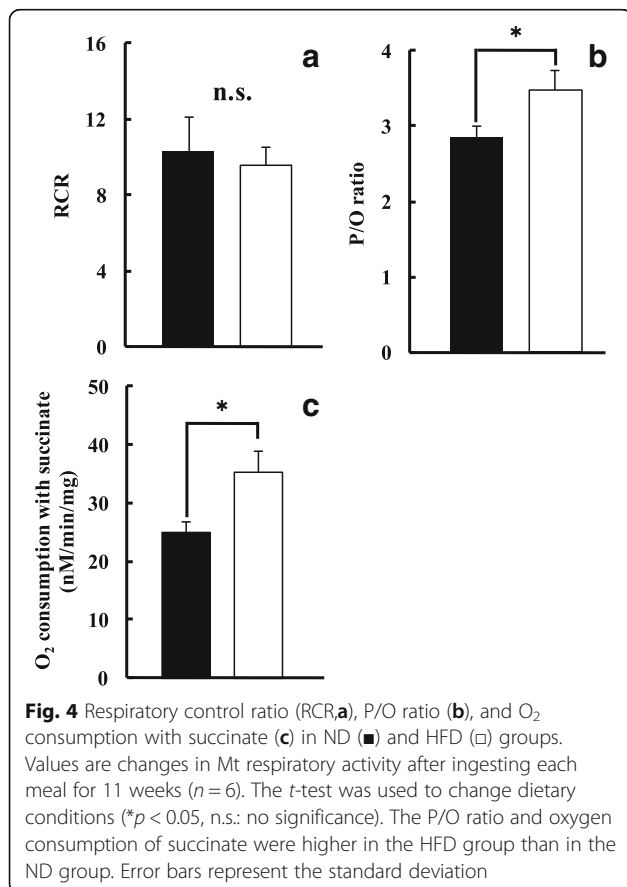 16
12
8
4
0
RCR
a
n.s.
4
3
2
1
0
P/O ratio
*
b
50
40
30
20
10
0
O₂ consumption with succinate
(nM/min/mg)
*
c
Fig. 4 Respiratory control ratio (RCR,a), P/O ratio (b), and O₂
consumption with succinate (c) in ND (■) and HFD (□) groups.
Values are changes in Mt respiratory activity after ingesting each
meal for 11 weeks (n = 6). The t-test was used to change dietary
conditions (*p < 0.05, n.s.: no significance). The P/O ratio and oxygen
consumption of succinate were higher in the HFD group than in the
ND group. Error bars represent the standard deviation